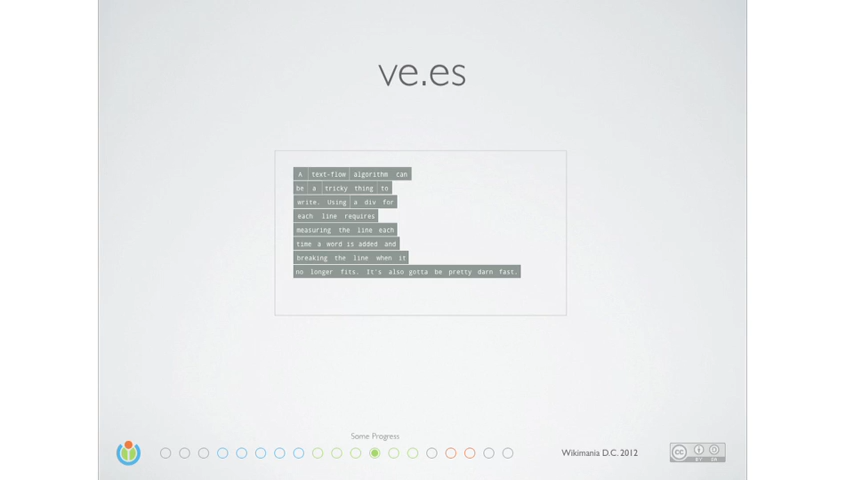 ve.es
A text-flow algorithm can
be a tricky thing to
write. Using a div for
each line requires
measuring the line each
time a word is added and
breaking the line when it
no longer fits. It's also gotta be pretty darn fast.
Some Progress
Wikimania D.C. 2012
cc
BY